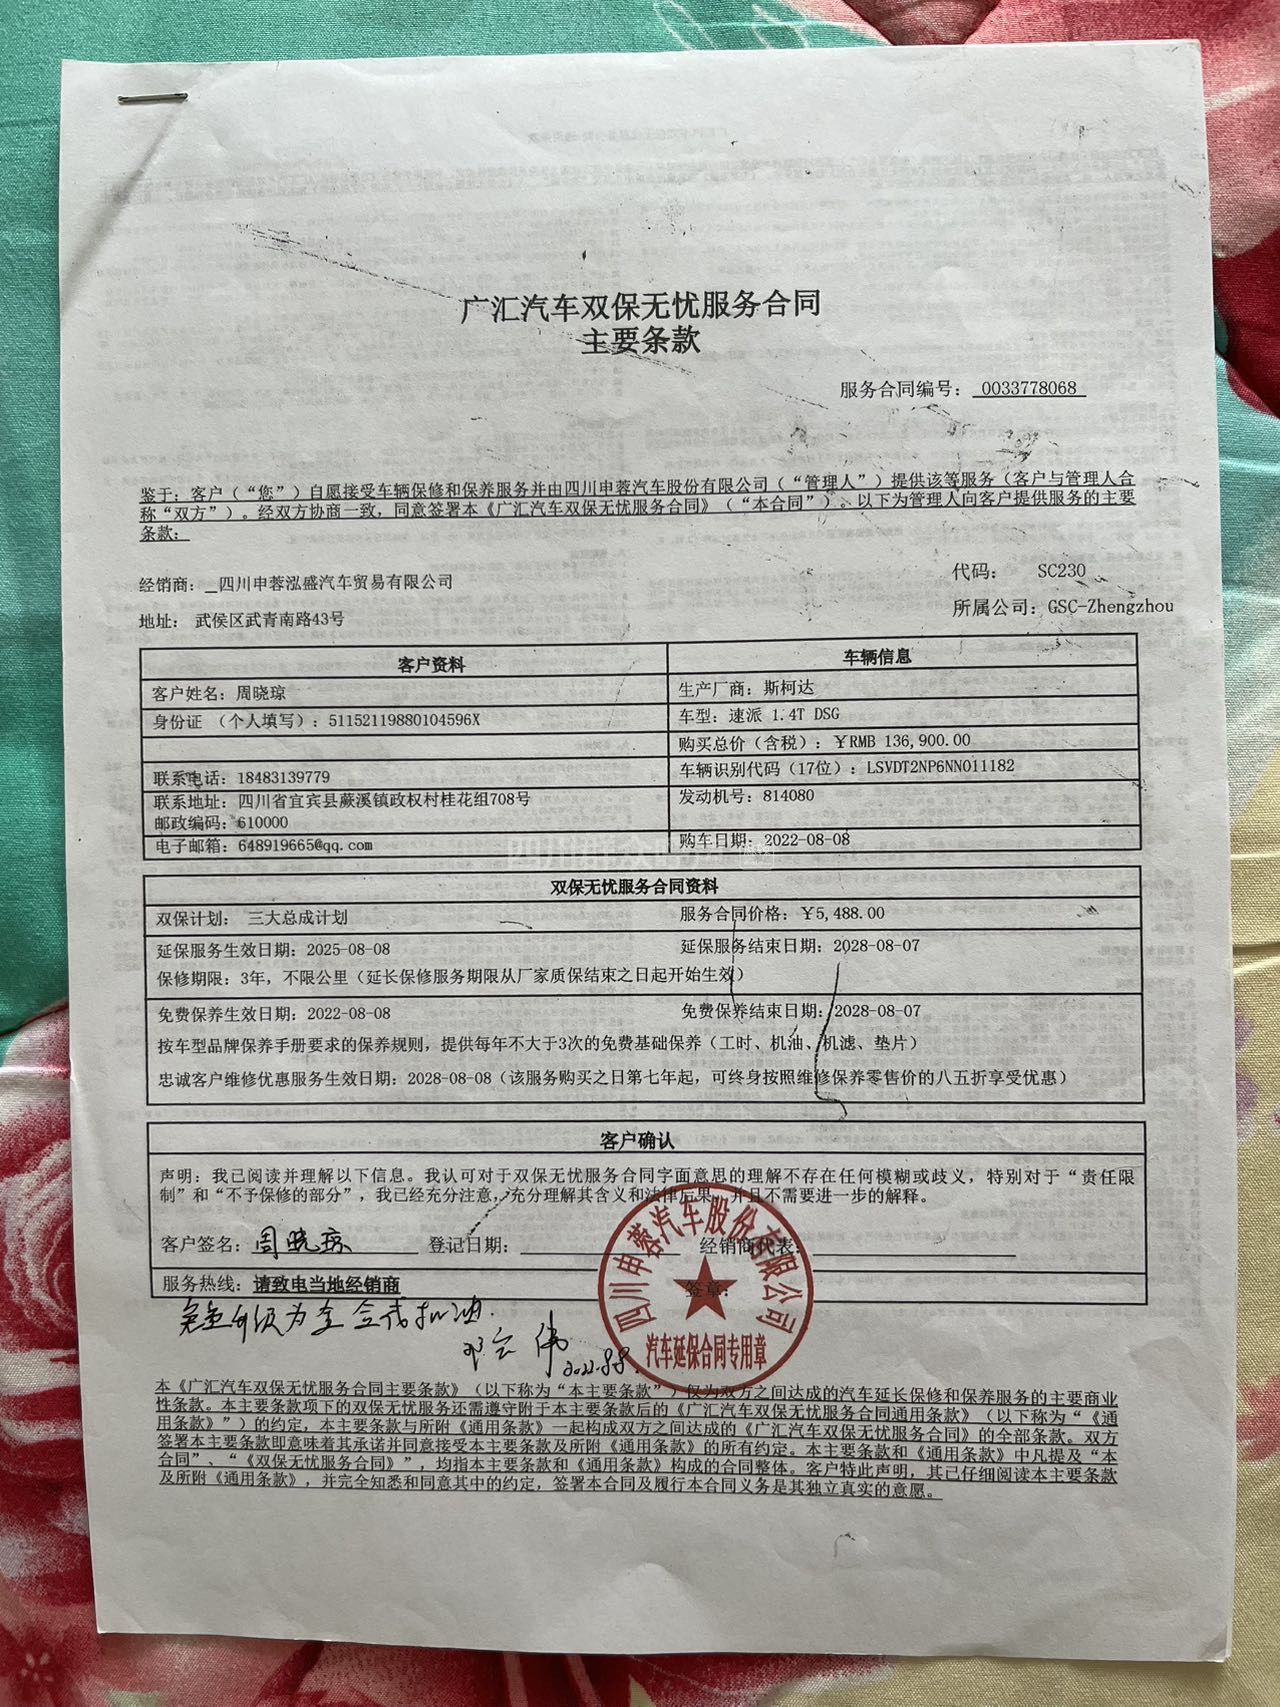 广汇汽车双保无忧服务合同
主要条款
服务合同编号： 0033778068
鉴于：客户（“您”）自愿接受车辆保修和保养服务并由四川申蓉汽车股份有限公司（“管理人”）提供该等服务（客户与管理人合
称“双方”）。经双方协商一致，同意签署本《广汇汽车双保无忧服务合同》（“本合同”）。以下为管理人向客户提供服务的主要
条款：
经销商： 四川申蓉泓盛汽车贸易有限公司 代码： SC230
地址： 武侯区武青南路43号 所属公司：GSC-Zhengzhou
客户资料 车辆信息
客户姓名：周晓琼 生产厂商：斯柯达
身份证 （个人填写）：51152119880104596X 车型：速派 1.4T DSG
购买总价（含税）：￥RMB 136,900.00
联系电话：18483139779 车辆识别代码（17位）：LSVDT2NP6NN011182
联系地址：四川省宜宾县蕨溪镇政权村桂花组708号 发动机号：814080
邮政编码：610000
电子邮箱：648919665@qq.com 购车日期：2022-08-08
双保无忧服务合同资料
双保计划： 三大总成计划 服务合同价格：￥5,488.00
延保服务生效日期：2025-08-08 延保服务结束日期：2028-08-07
保修期限：3年，不限公里（延长保修服务期限从厂家质保结束之日起开始生效）
免费保养生效日期：2022-08-08 免费保养结束日期：2028-08-07
按车型品牌保养手册要求的保养规则，提供每年不大于3次的免费基础保养（工时、机油、机滤、垫片）
忠诚客户维修优惠服务生效日期：2028-08-08（该服务购买之日第七年起，可终身按照维修保养零售价的八五折享受优惠）
客户确认
声明：我已阅读并理解以下信息。我认可对于双保无忧服务合同字面意思的理解不存在任何模糊或歧义，特别对于“责任限
制”和“不予保修的部分”，我已经充分注意，充分理解其含义和法律后果，并且不需要进一步的解释。
客户签名：周晓琼 登记日期： 经销商代表：
服务热线：请致电当地经销商 签章：
四川申蓉汽车股份有限公司
汽车延保合同专用章
升级为全合成机油.
邓云伟
2022.8.8.
本《广汇汽车双保无忧服务合同主要条款》（以下称为“本主要条款”）仅为双方之间达成的汽车延长保修和保养服务的主要商业
性条款。本主要条款项下的双保无忧服务还需遵守附于本主要条款后的《广汇汽车双保无忧服务合同通用条款》（以下称为“《通
用条款》”）的约定，本主要条款与所附《通用条款》一起构成双方之间达成的《广汇汽车双保无忧服务合同》的全部条款。双方
签署本主要条款即意味着其承诺并同意接受本主要条款及所附《通用条款》的所有约定。本主要条款和《通用条款》中凡提及“本
合同”、“《双保无忧服务合同》”，均指本主要条款和《通用条款》构成的合同整体。客户特此声明，其已仔细阅读本主要条款
及所附《通用条款》，并完全知悉和同意其中的约定，签署本合同及履行本合同义务是其独立真实的意愿。